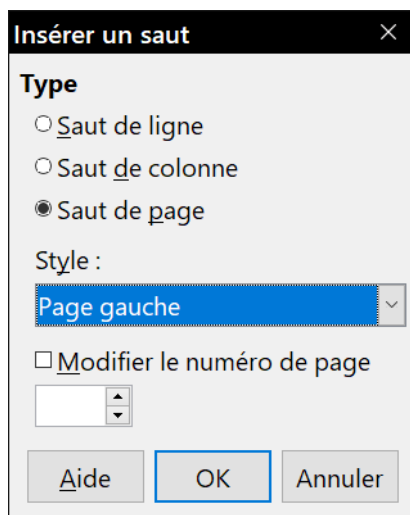 Insérer un saut
Type
Saut de ligne
Saut de colonne
Saut de page
Style :
Page gauche
Modifier le numéro de page
Aide
OK
Annuler